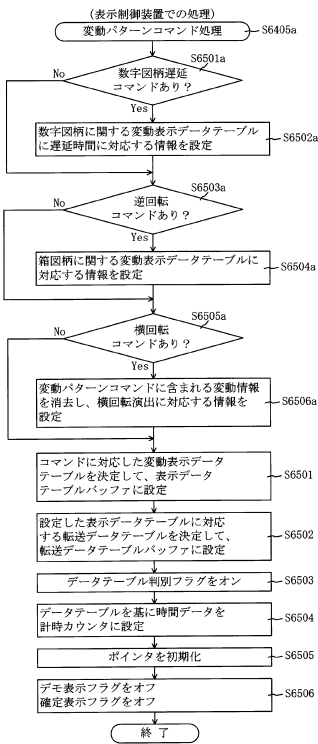 (表示制御装置での処理)
変動パターンコマンド処理
S6405a
数字図柄遅延
コマンドあり?
S6501a
No
Yes
数字図柄に関する変動表示データテーブル
に遅延時間に対応する情報を設定
S6502a
逆回転
コマンドあり?
S6503a
No
Yes
箱図柄に関する変動表示データテーブルに
対応する情報を設定
S6504a
横回転
コマンドあり?
S6505a
No
Yes
変動パターンコマンドに含まれる変動情報
を消去し、横回転演出に対応する情報を
設定
S6506a
コマンドに対応した変動表示データ
テーブルを決定して、表示データ
テーブルバッファに設定
S6501
設定した表示データテーブルに対応
する転送データテーブルを決定して、
転送データテーブルバッファに設定
S6502
データテーブル判別フラグをオン
S6503
データテーブルを基に時間データを
計時カウンタに設定
S6504
ポインタを初期化
S6505
デモ表示フラグをオフ
確定表示フラグをオフ
S6506
終了